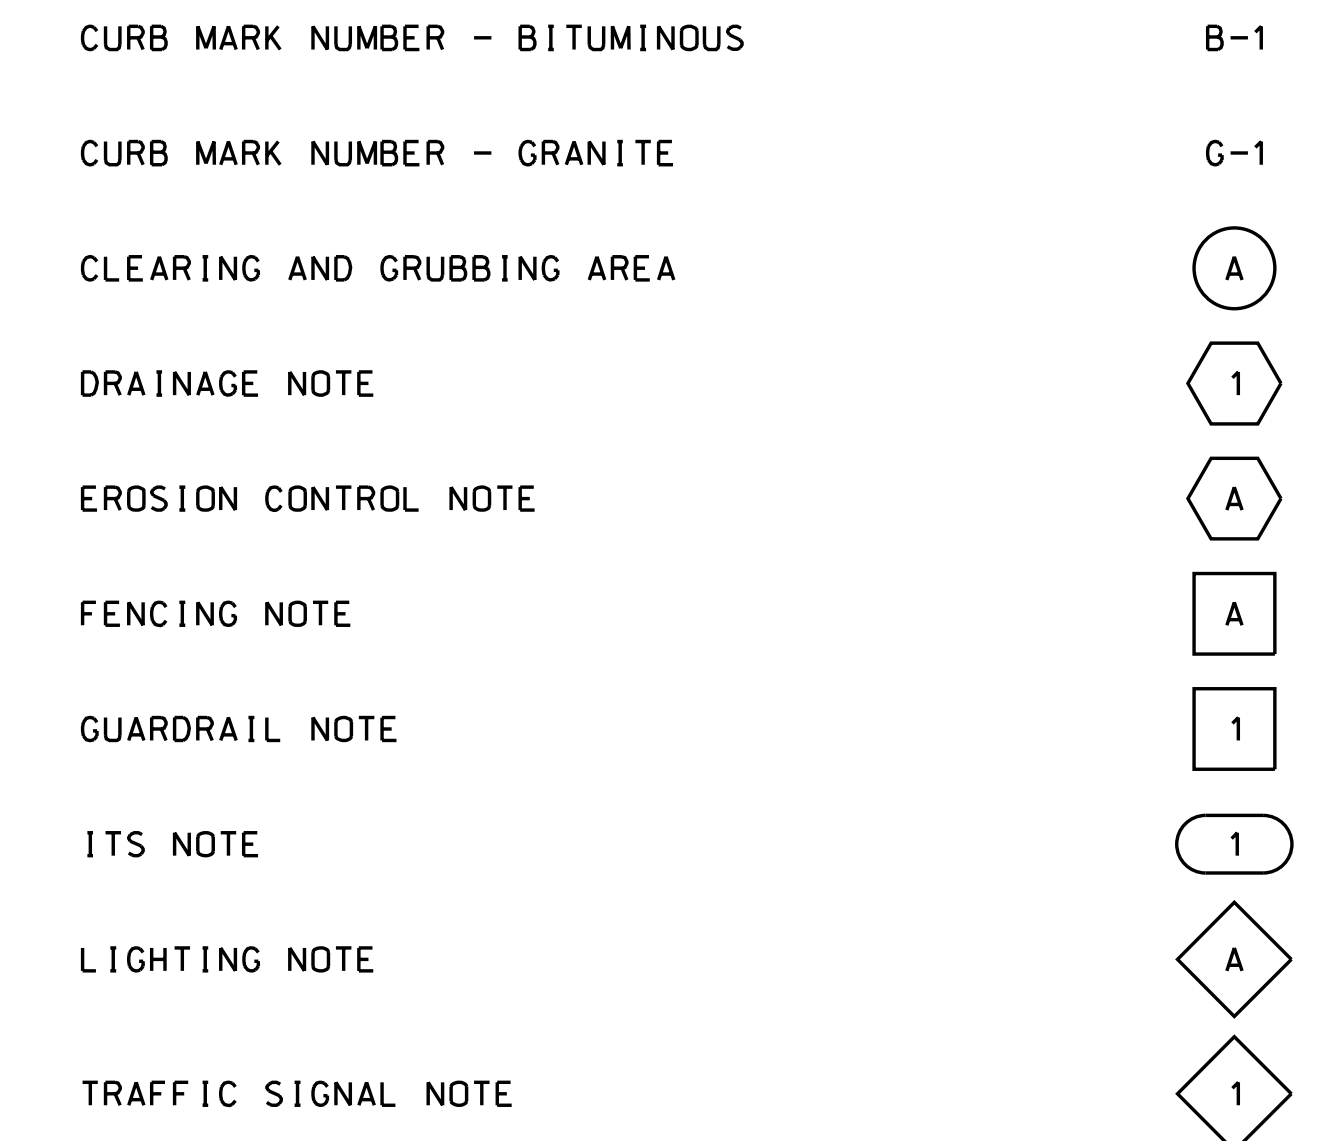 CURB MARK NUMBER - BITUMINOUS B-1
CURB MARK NUMBER - GRANITE G-1
CLEARING AND GRUBBING AREA A
DRAINAGE NOTE 1
EROSION CONTROL NOTE A
FENCING NOTE A
GUARDRAIL NOTE 1
ITS NOTE 1
LIGHTING NOTE A
TRAFFIC SIGNAL NOTE 1